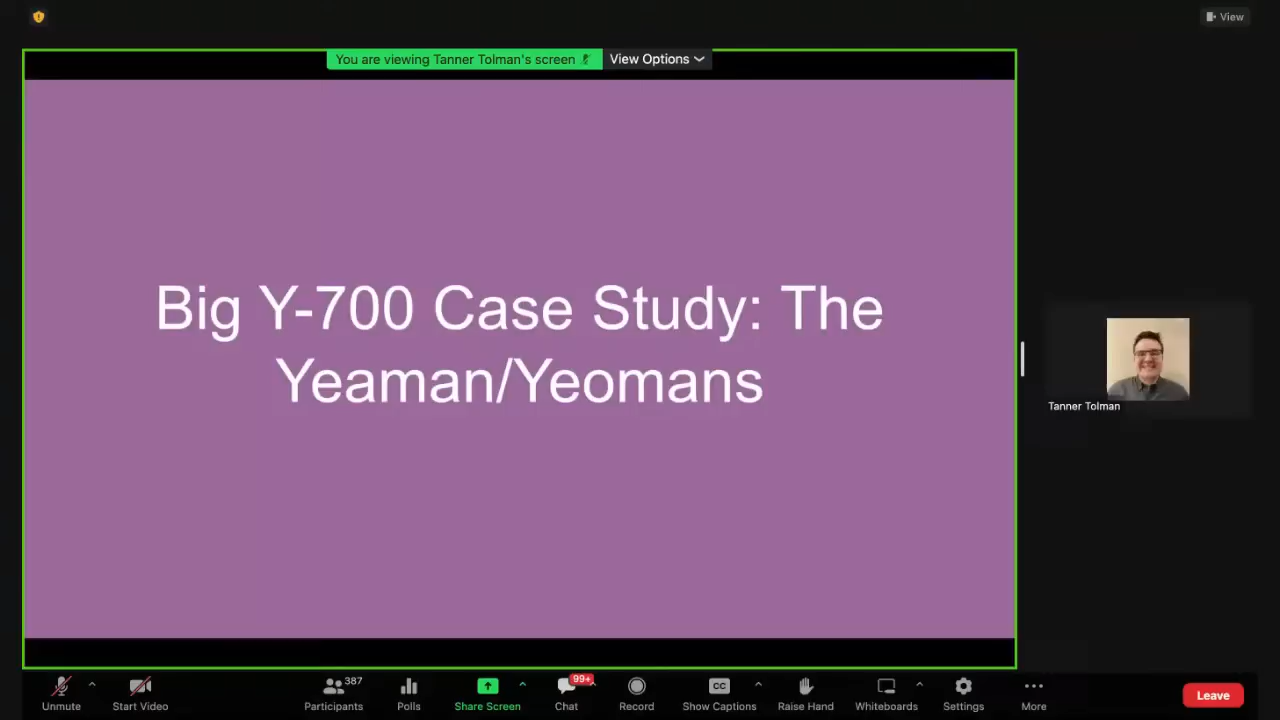 View
You are viewing Tanner Tolman's screen
View Options
Big Y-700 Case Study: The
Yeaman/Yeomans
Tanner Tolman
387
99+
CC
Unmute
Start Video
Participants
Polls
Share Screen
Chat
Record
Show Captions
Raise Hand
Whiteboards
Settings
More
Leave